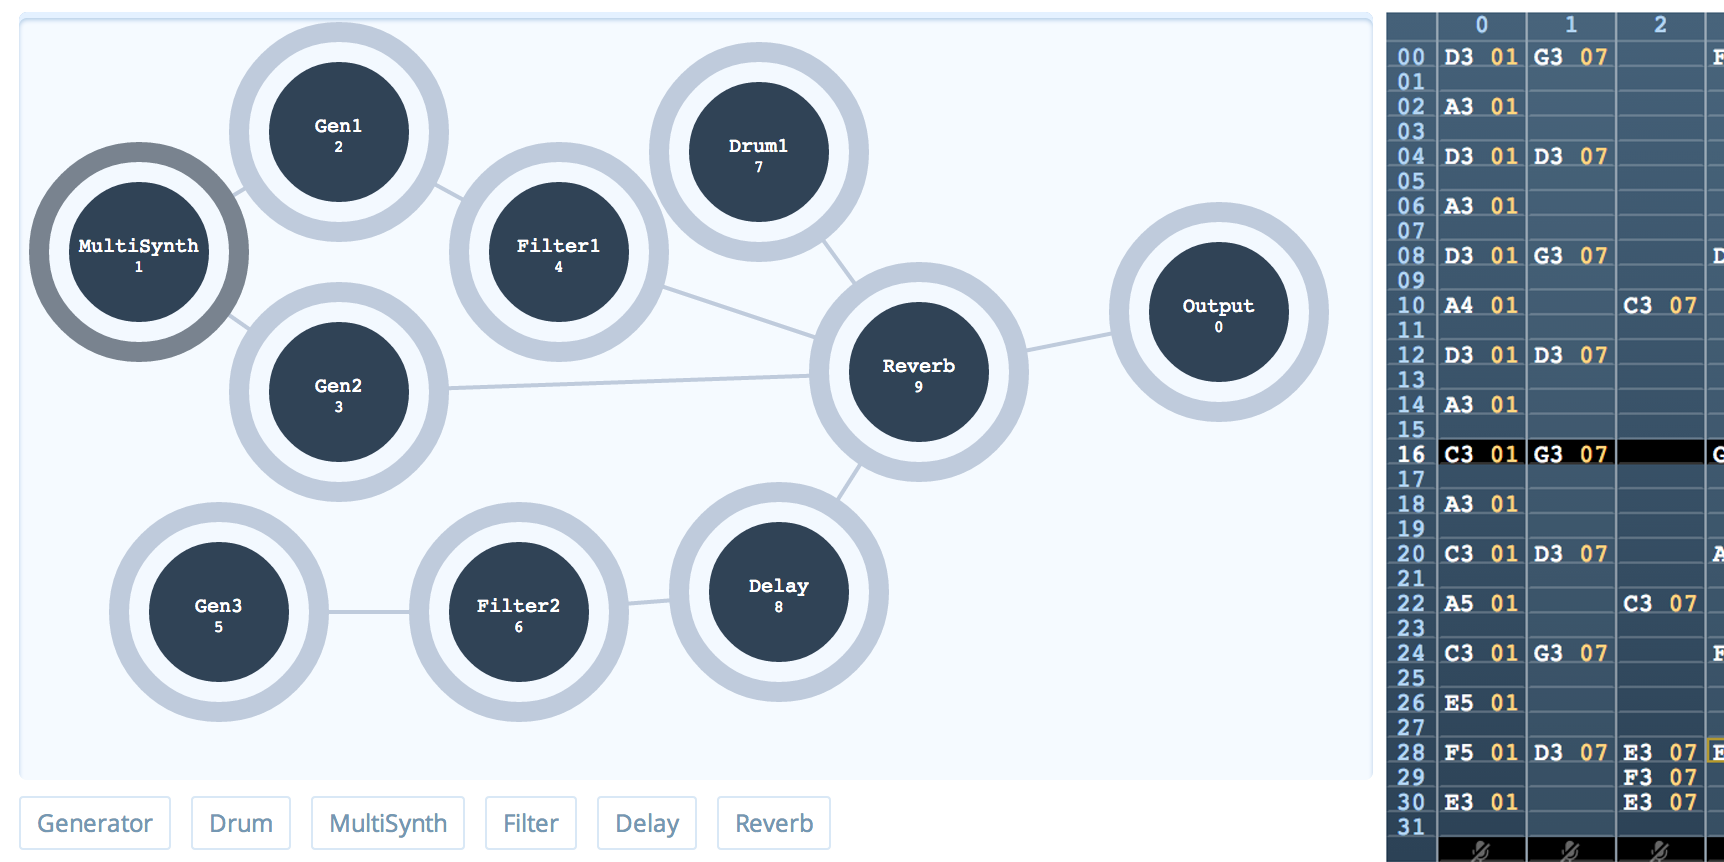 Gen1
2
Drum1
7
MultiSynth
1
Filter1
4
Output
0
Reverb
9
Gen2
3
Delay
8
Gen3
5
Filter2
6
Generator
Drum
MultiSynth
Filter
Delay
Reverb
0 1 2
00 D3 01 G3 07
01
02 A3 01
03
04 D3 01 D3 07
05
06 A3 01
07
08 D3 01 G3 07
09
10 A4 01 C3 07
11
12 D3 01 D3 07
13
14 A3 01
15
16 C3 01 G3 07
17
18 A3 01
19
20 C3 01 D3 07
21
22 A5 01 C3 07
23
24 C3 01 G3 07
25
26 E5 01
27
28 F5 01 D3 07 E3 07
29 F3 07
30 E3 01 E3 07
31